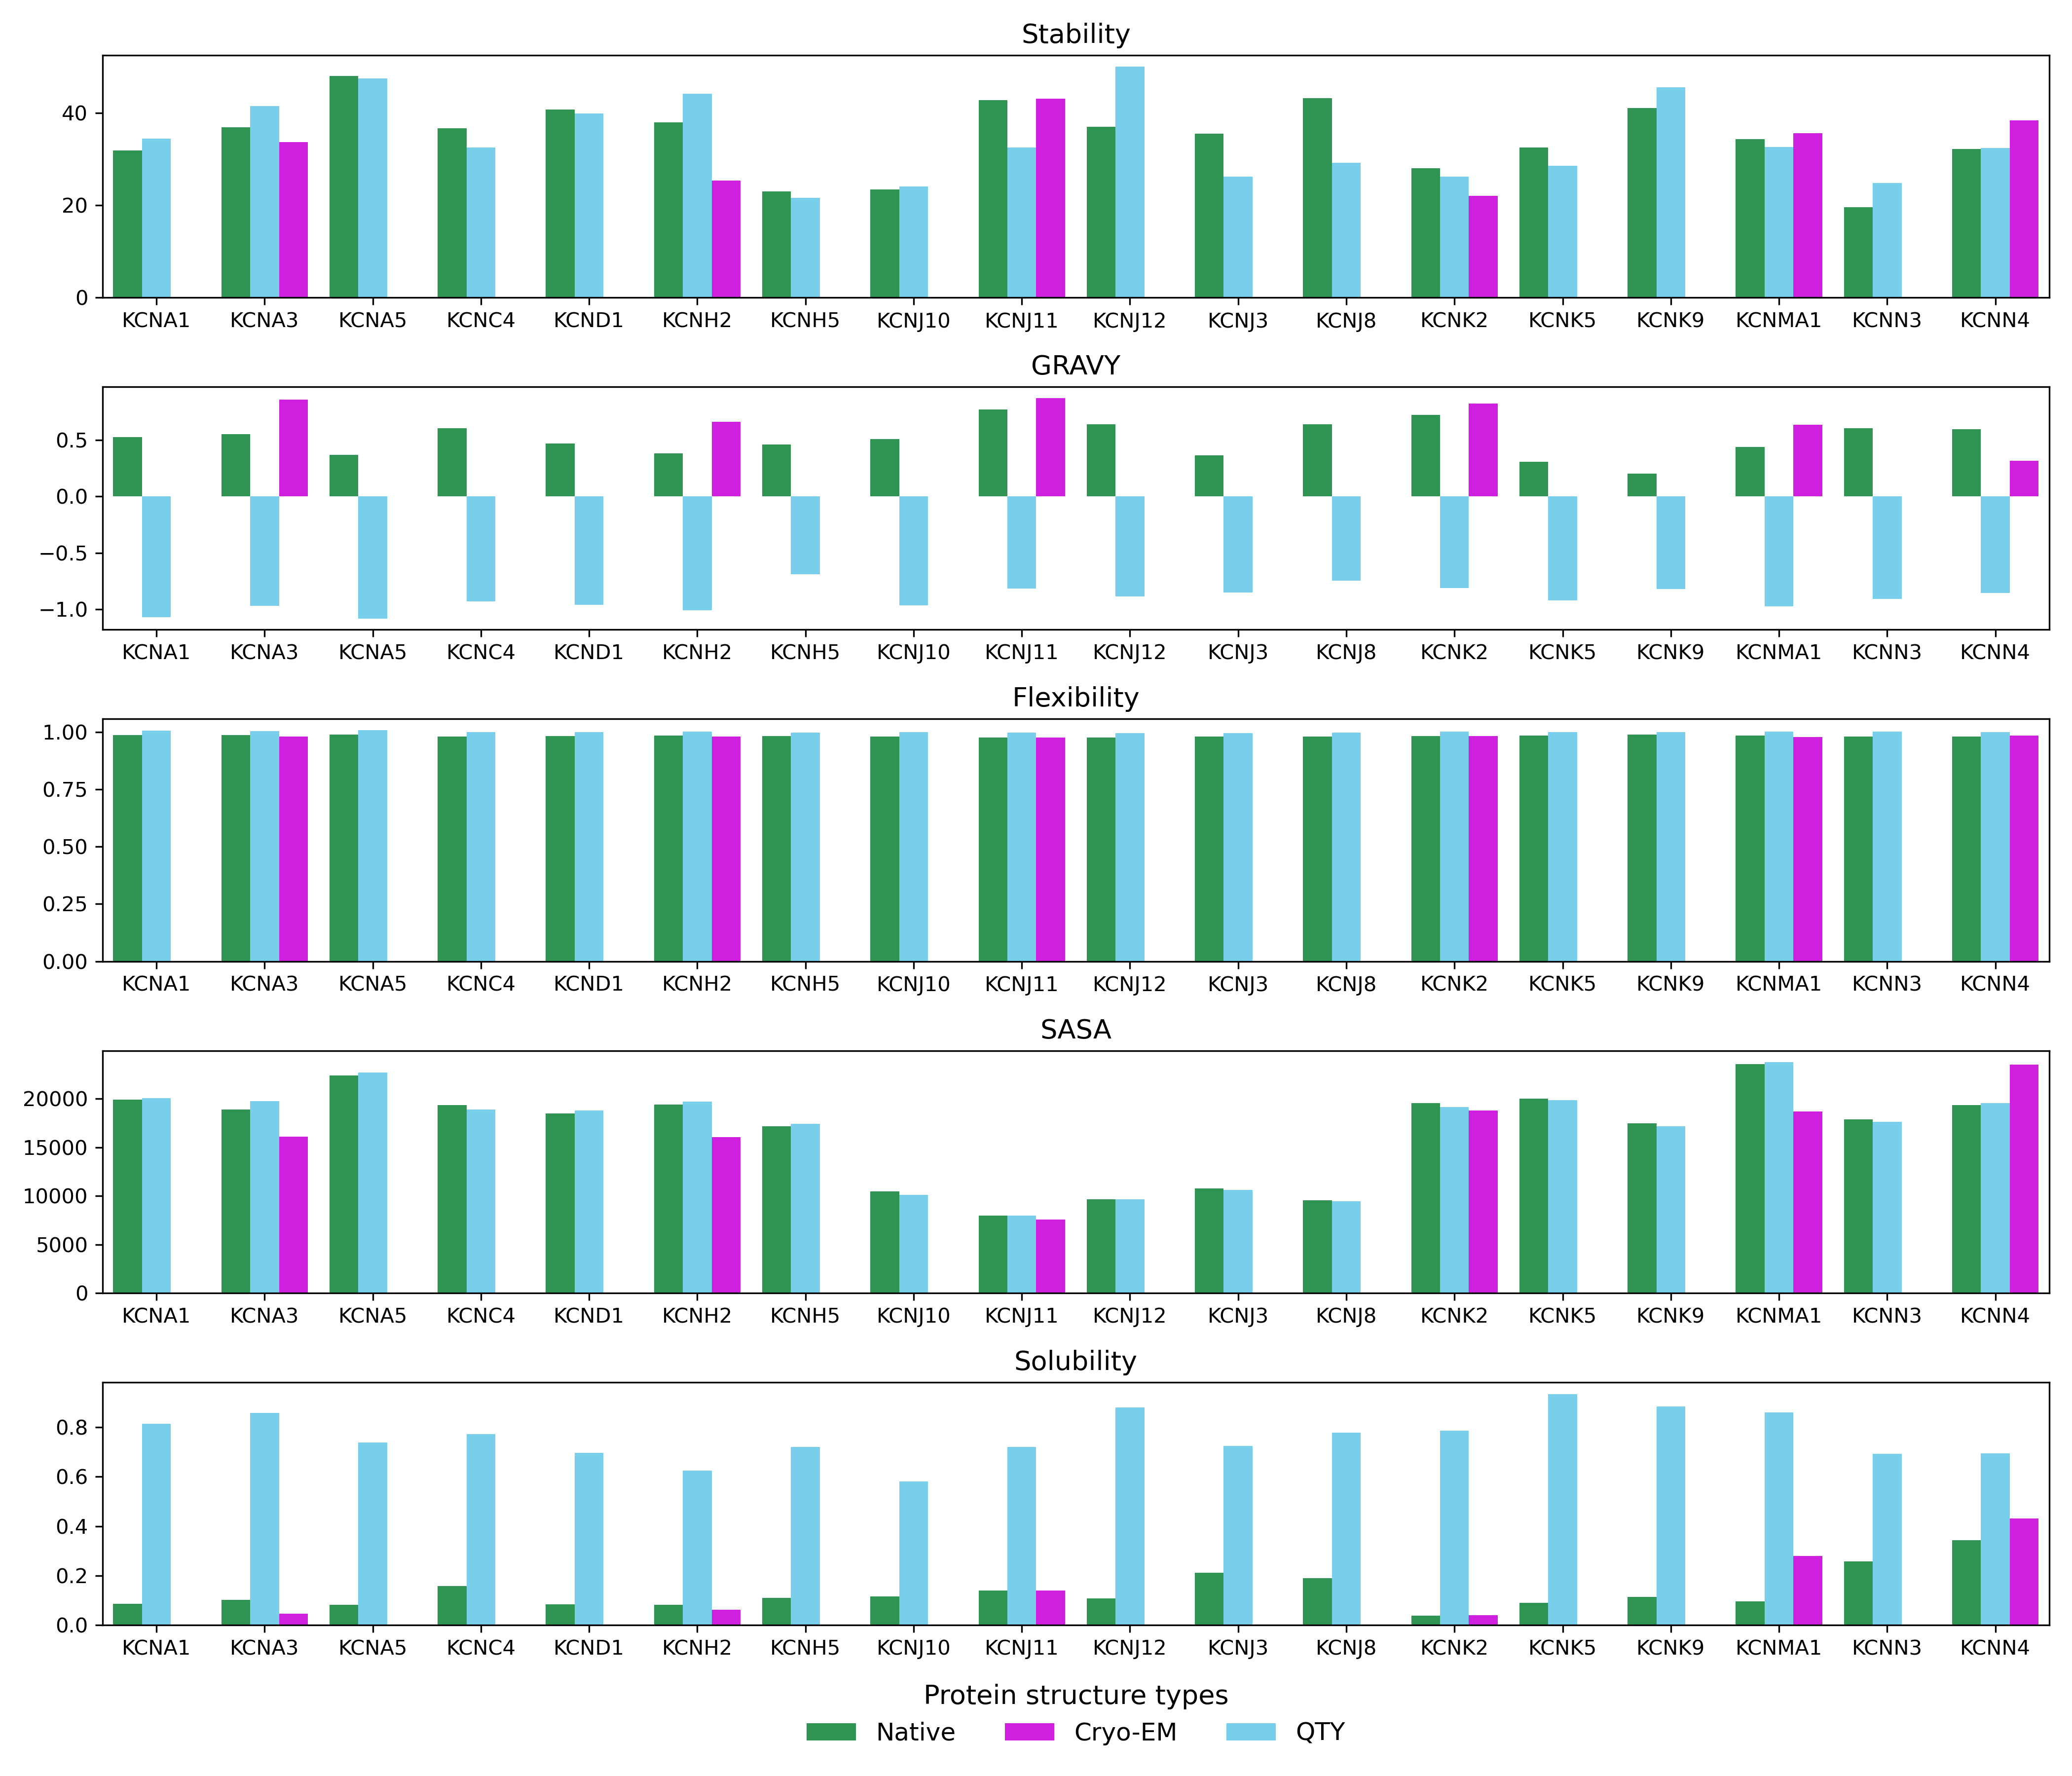 Stability
40
20
0
KCNA1 KCNA3 KCNA5 KCNC4 KCND1 KCNH2 KCNH5 KCNJ10 KCNJ11 KCNJ12 KCNJ3 KCNJ8 KCNK2 KCNK5 KCNK9 KCNMA1 KCNN3 KCNN4
GRAVY
0.5
0.0
−0.5
−1.0
KCNA1 KCNA3 KCNA5 KCNC4 KCND1 KCNH2 KCNH5 KCNJ10 KCNJ11 KCNJ12 KCNJ3 KCNJ8 KCNK2 KCNK5 KCNK9 KCNMA1 KCNN3 KCNN4
Flexibility
1.00
0.75
0.50
0.25
0.00
KCNA1 KCNA3 KCNA5 KCNC4 KCND1 KCNH2 KCNH5 KCNJ10 KCNJ11 KCNJ12 KCNJ3 KCNJ8 KCNK2 KCNK5 KCNK9 KCNMA1 KCNN3 KCNN4
SASA
20000
15000
10000
5000
0
KCNA1 KCNA3 KCNA5 KCNC4 KCND1 KCNH2 KCNH5 KCNJ10 KCNJ11 KCNJ12 KCNJ3 KCNJ8 KCNK2 KCNK5 KCNK9 KCNMA1 KCNN3 KCNN4
Solubility
0.8
0.6
0.4
0.2
0.0
KCNA1 KCNA3 KCNA5 KCNC4 KCND1 KCNH2 KCNH5 KCNJ10 KCNJ11 KCNJ12 KCNJ3 KCNJ8 KCNK2 KCNK5 KCNK9 KCNMA1 KCNN3 KCNN4
Protein structure types
Native Cryo-EM QTY